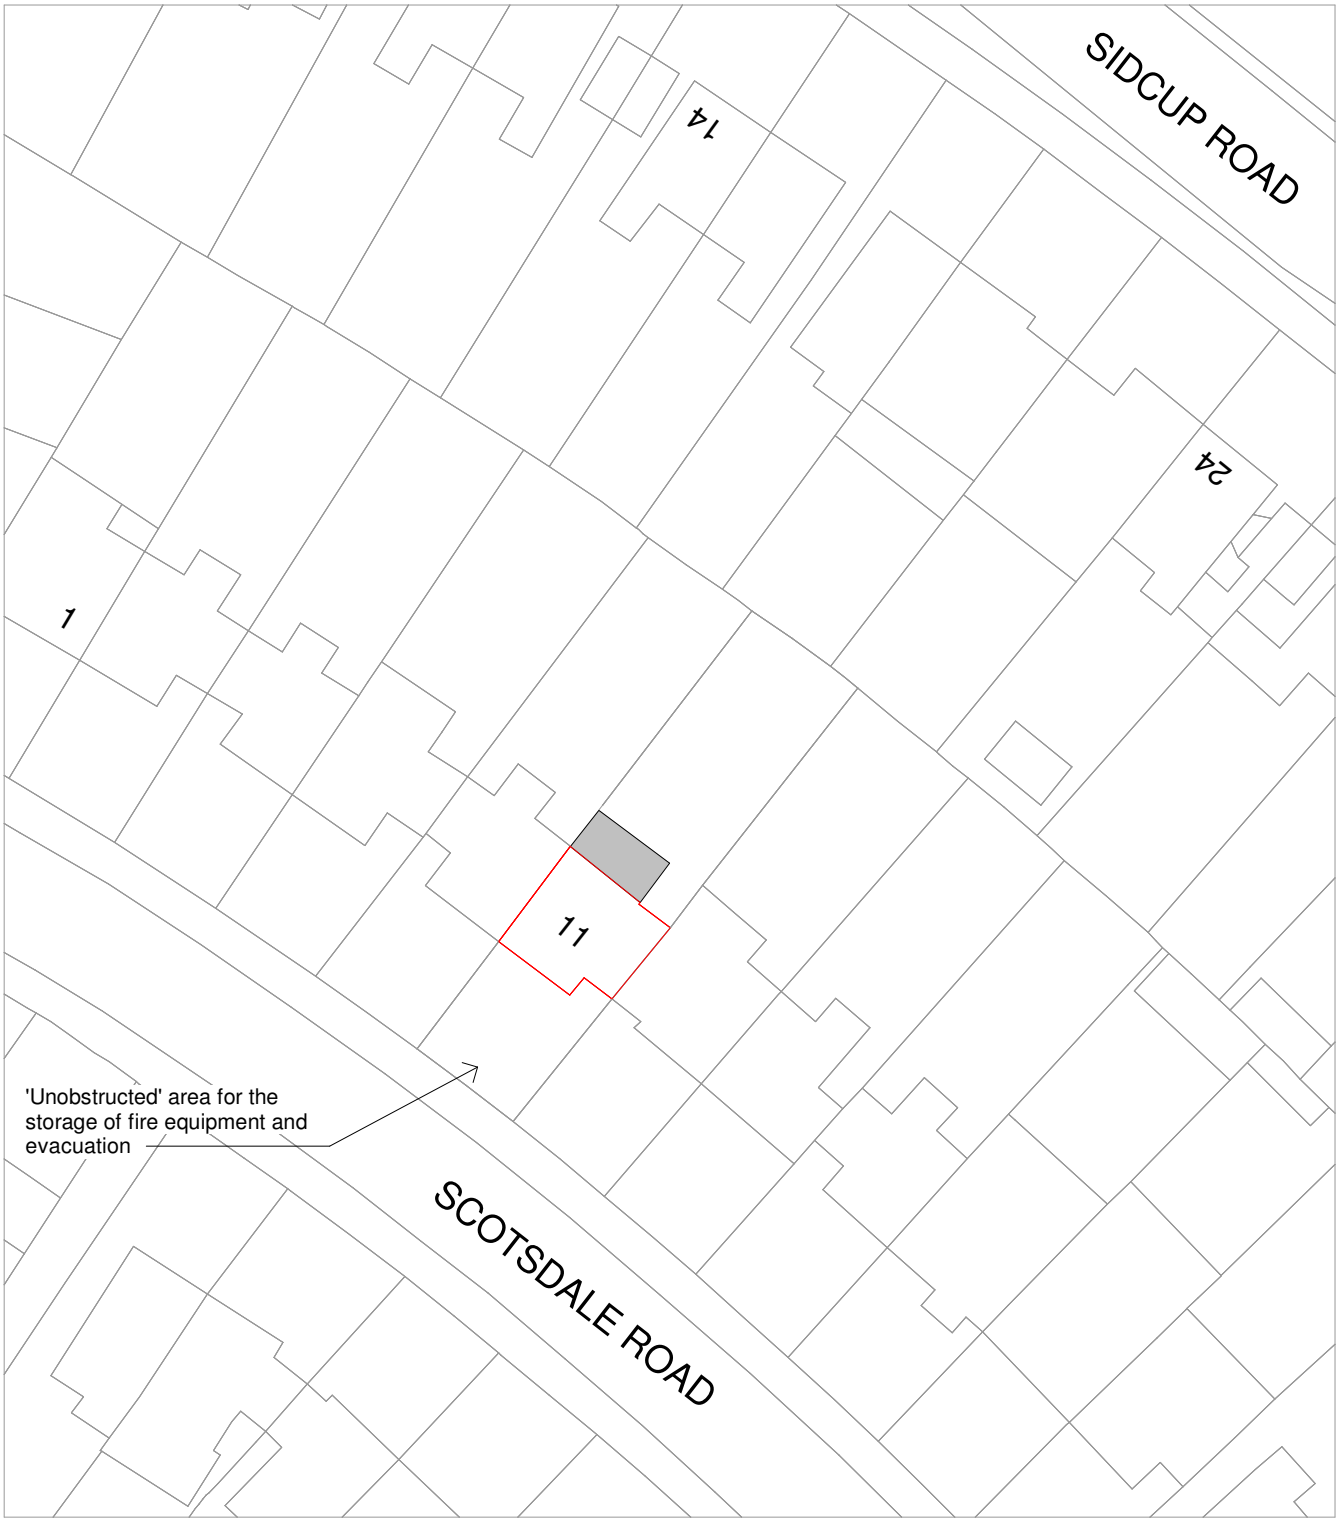 SIDCUP ROAD
14
24
1
11
'Unobstructed' area for the
storage of fire equipment and
evacuation
SCOTSDALE ROAD